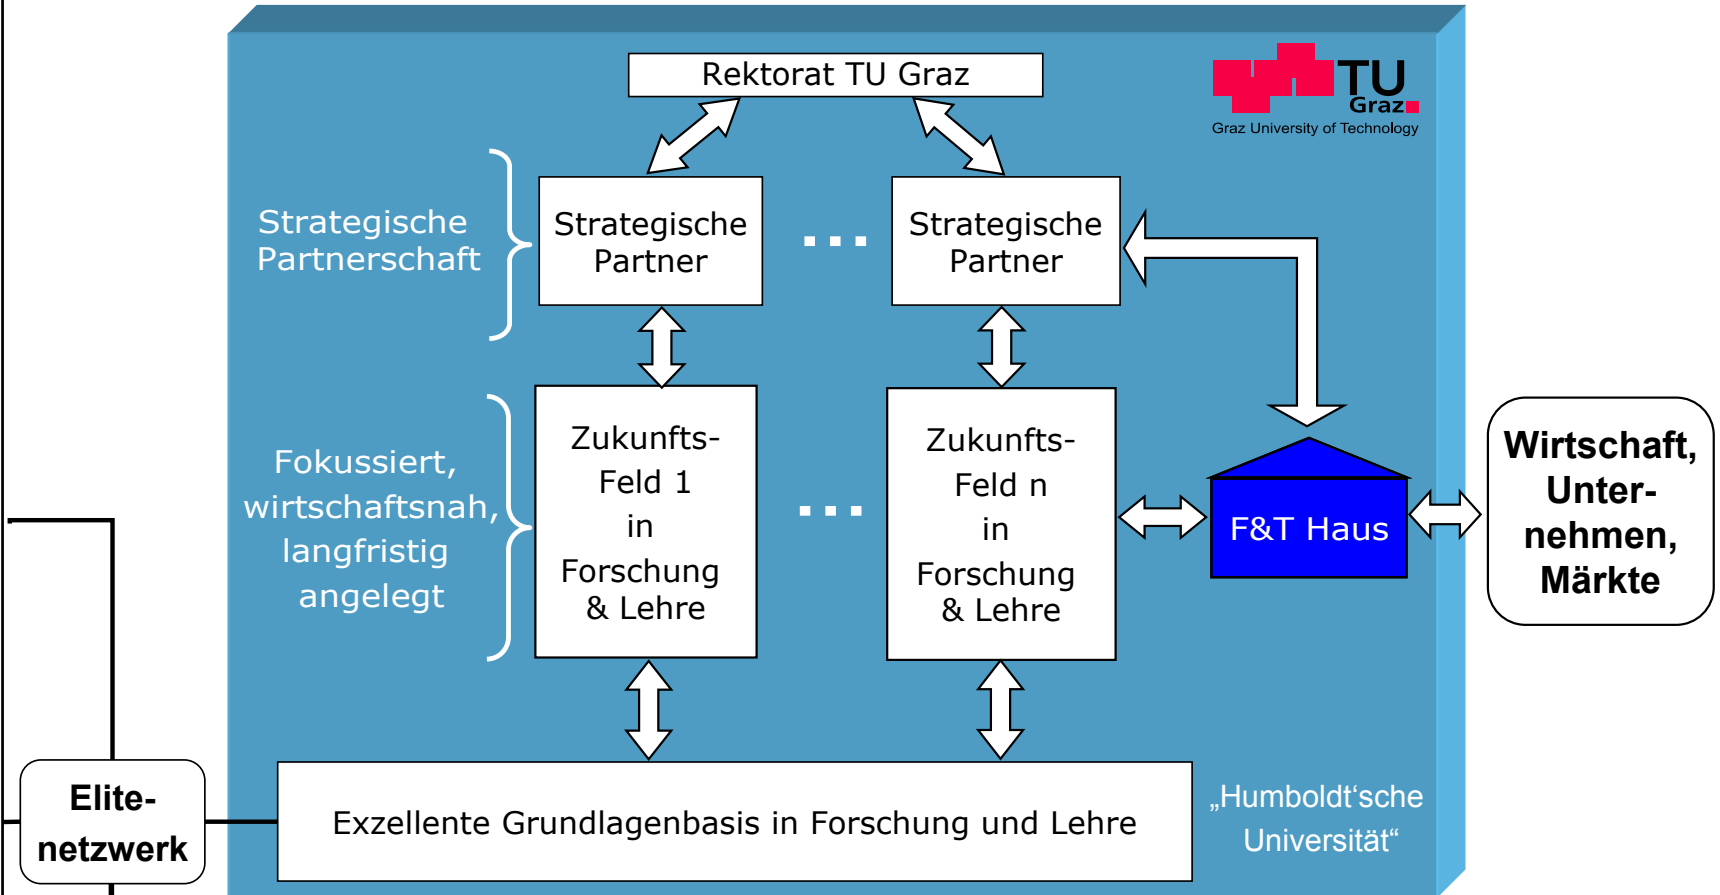 Rektorat TU Graz
TU
Graz
Graz University of Technology
Strategische
Partnerschaft
Strategische
Partner
...
Strategische
Partner
Fokussiert,
wirtschaftsnah,
langfristig
angelegt
Zukunfts-
Feld 1
in
Forschung
& Lehre
...
Zukunfts-
Feld n
in
Forschung
& Lehre
F&T Haus
Wirtschaft,
Unter-
nehmen,
Märkte
Elite-
netzwerk
Exzellente Grundlagenbasis in Forschung und Lehre
„Humboldt‘sche
Universität“